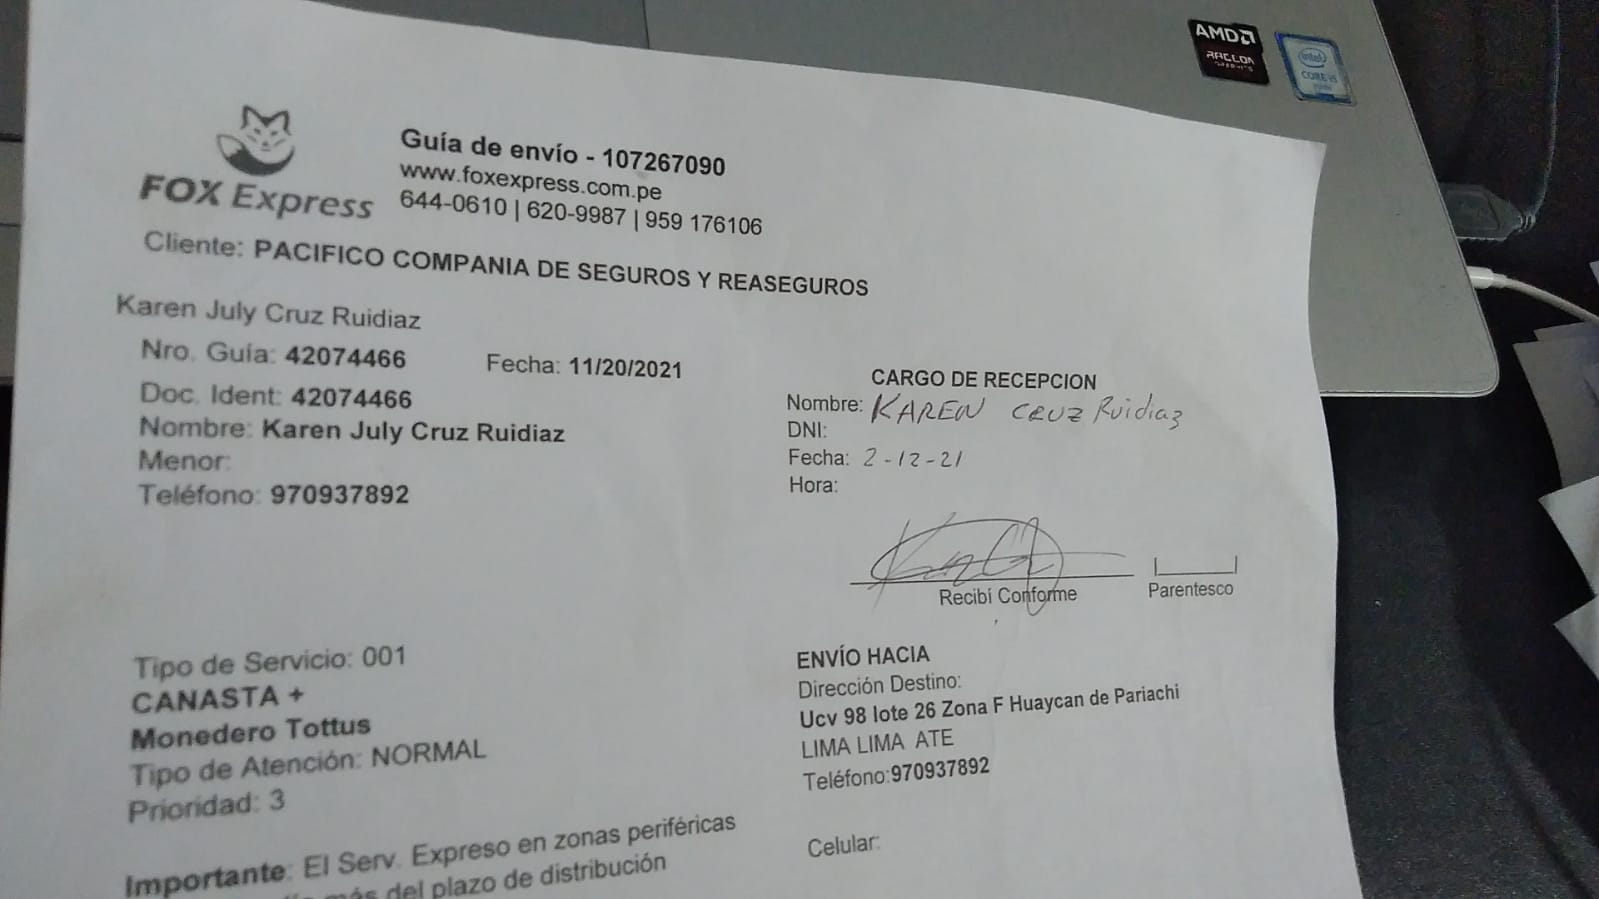 AMD
RADEON
GRAPHICS
intel
CORE i5
FOX Express
Guía de envío - 107267090
www.foxexpress.com.pe
644-0610 | 620-9987 | 959 176106
Cliente: PACIFICO COMPANIA DE SEGUROS Y REASEGUROS
Karen July Cruz Ruidiaz
Nro. Guía: 42074466 Fecha: 11/20/2021
Doc. Ident: 42074466
Nombre: Karen July Cruz Ruidiaz
Menor:
Teléfono: 970937892
CARGO DE RECEPCION
Nombre: KAREN CRUZ Ruidiaz
DNI:
Fecha: 2-12-21
Hora:
Recibí Conforme
Parentesco
Tipo de Servicio: 001
CANASTA +
Monedero Tottus
Tipo de Atención: NORMAL
Prioridad: 3
ENVÍO HACIA
Dirección Destino:
Ucv 98 lote 26 Zona F Huaycan de Pariachi
LIMA LIMA ATE
Teléfono:970937892
Celular:
Importante: El Serv. Expreso en zonas periféricas
más del plazo de distribución